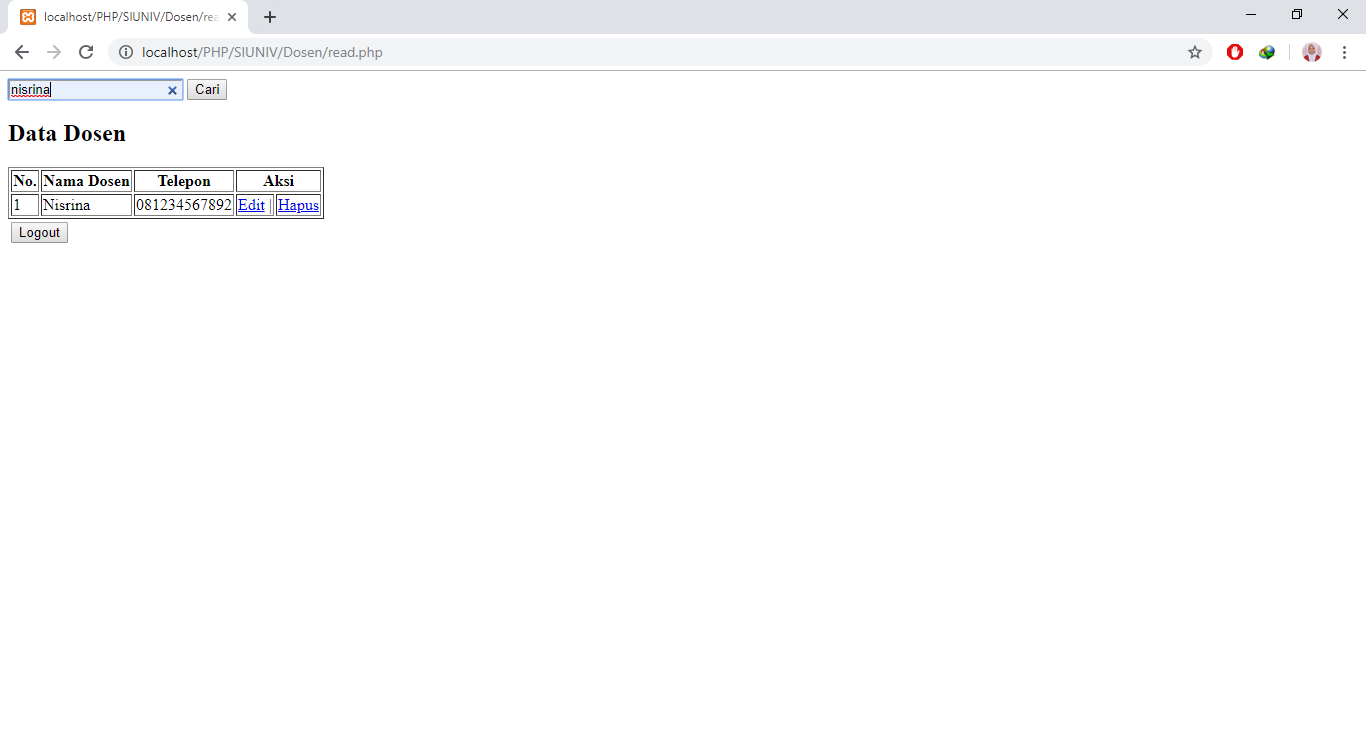 localhost/PHP/SIUNIV/Dosen/rea
localhost/PHP/SIUNIV/Dosen/read.php
nisrina Cari
Data Dosen
No. Nama Dosen Telepon Aksi
1 Nisrina 081234567892 Edit | Hapus
Logout